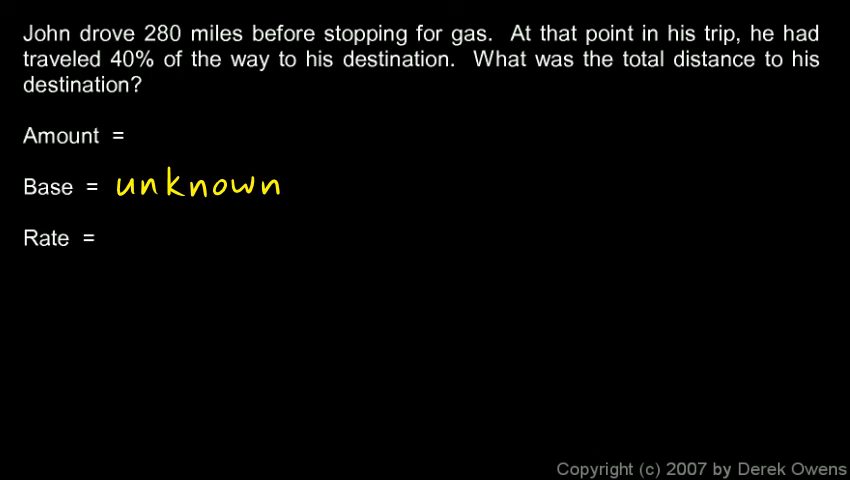 John drove 280 miles before stopping for gas. At that point in his trip, he had
traveled 40% of the way to his destination. What was the total distance to his
destination?
Amount =
Base = unknown
Rate =
Copyright (c) 2007 by Derek Owens